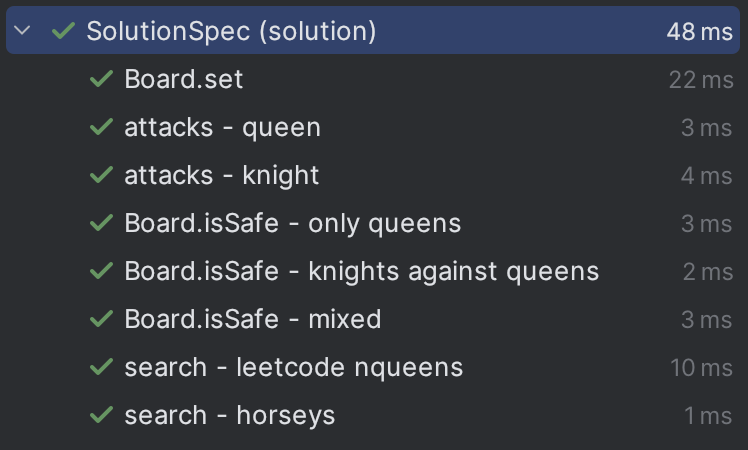 SolutionSpec (solution) 48 ms
Board.set 22 ms
attacks - queen 3 ms
attacks - knight 4 ms
Board.isSafe - only queens 3 ms
Board.isSafe - knights against queens 2 ms
Board.isSafe - mixed 3 ms
search - leetcode nqueens 10 ms
search - horseys 1 ms